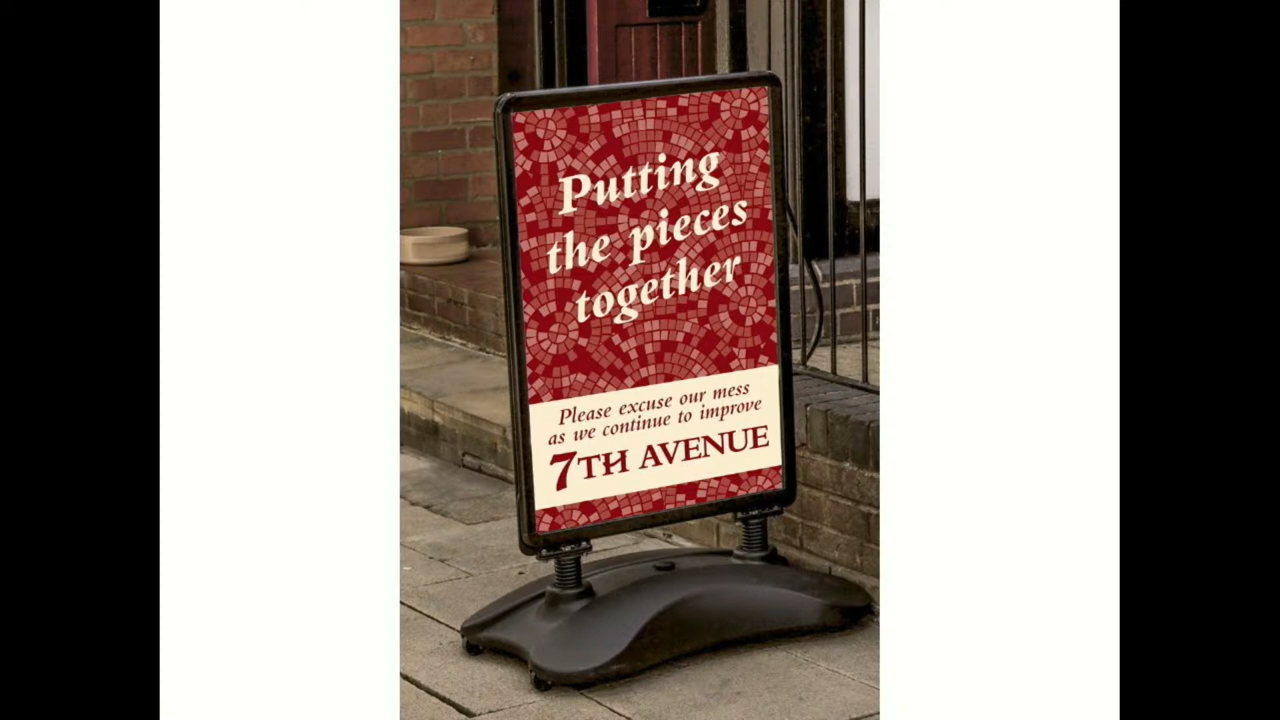 Putting
the pieces
together
Please excuse our mess
as we continue to improve
7TH AVENUE